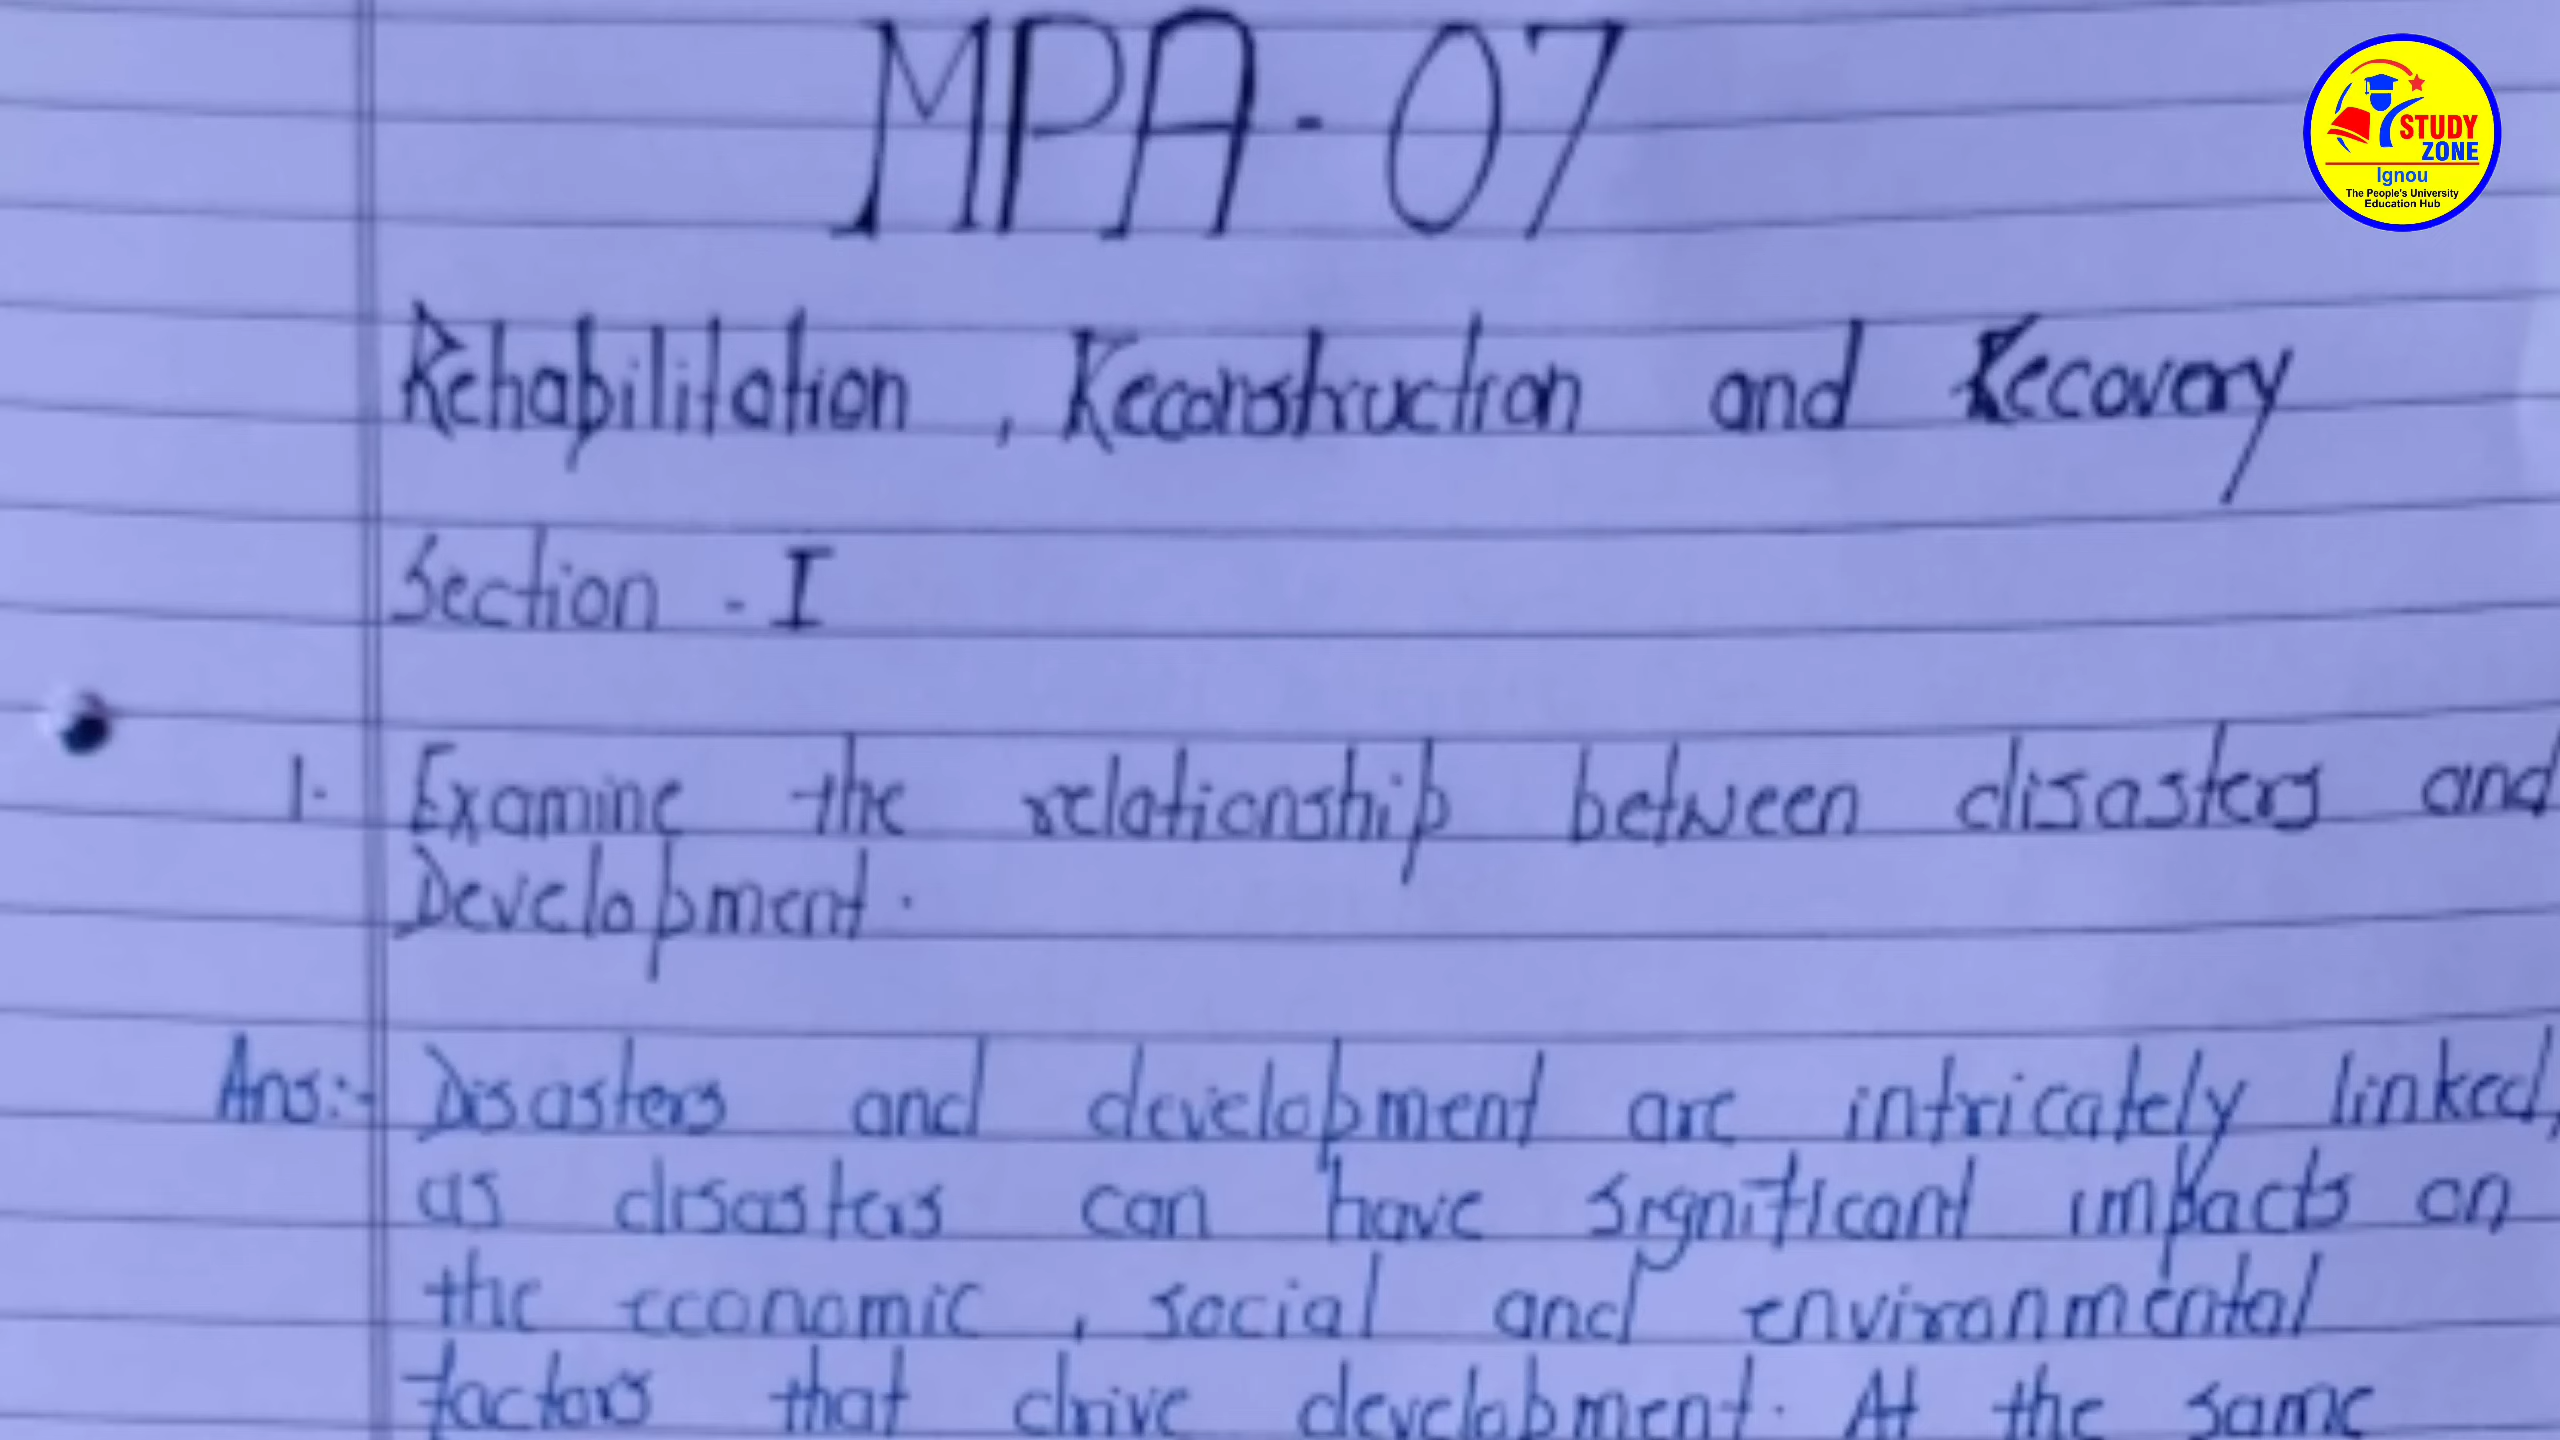 MPA - 07
STUDY
ZONE
Ignou
The People's University
Education Hub
Rehabilitation, Reconstruction and Recovery
Section - I
1. Examine the relationship between disasters and
Development.
Ans:- Disasters and development are intricately linked,
as disasters can have significant impacts on
the economic, social and environmental
factors that drive development. At the same